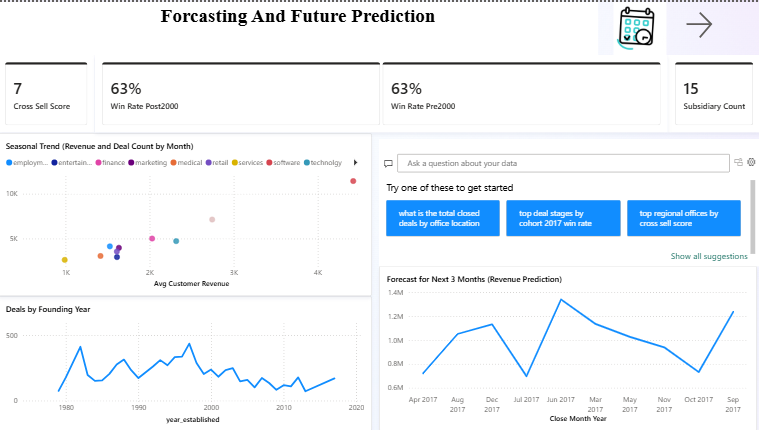 Forcasting And Future Prediction
7
Cross Sell Score
63%
Win Rate Post2000
63%
Win Rate Pre2000
15
Subsidiary Count
Seasonal Trend (Revenue and Deal Count by Month)
employm... entertain... finance marketing medical retail services software technolgy
10K
5K
1K 2K 3K 4K
Avg Customer Revenue
Deals by Founding Year
500
0
1980 1990 2000 2010 2020
year_established
Ask a question about your data
Try one of these to get started
what is the total closed
deals by office location
top deal stages by
cohort 2017 win rate
top regional offices by
cross sell score
Show all suggestions
Forecast for Next 3 Months (Revenue Prediction)
1.4M
1.2M
1.0M
0.8M
0.6M
Apr 2017 Aug 2017 Dec 2017 Jul 2017 Jun 2017 Mar 2017 May 2017 Nov 2017 Oct 2017 Sep 2017
Close Month Year